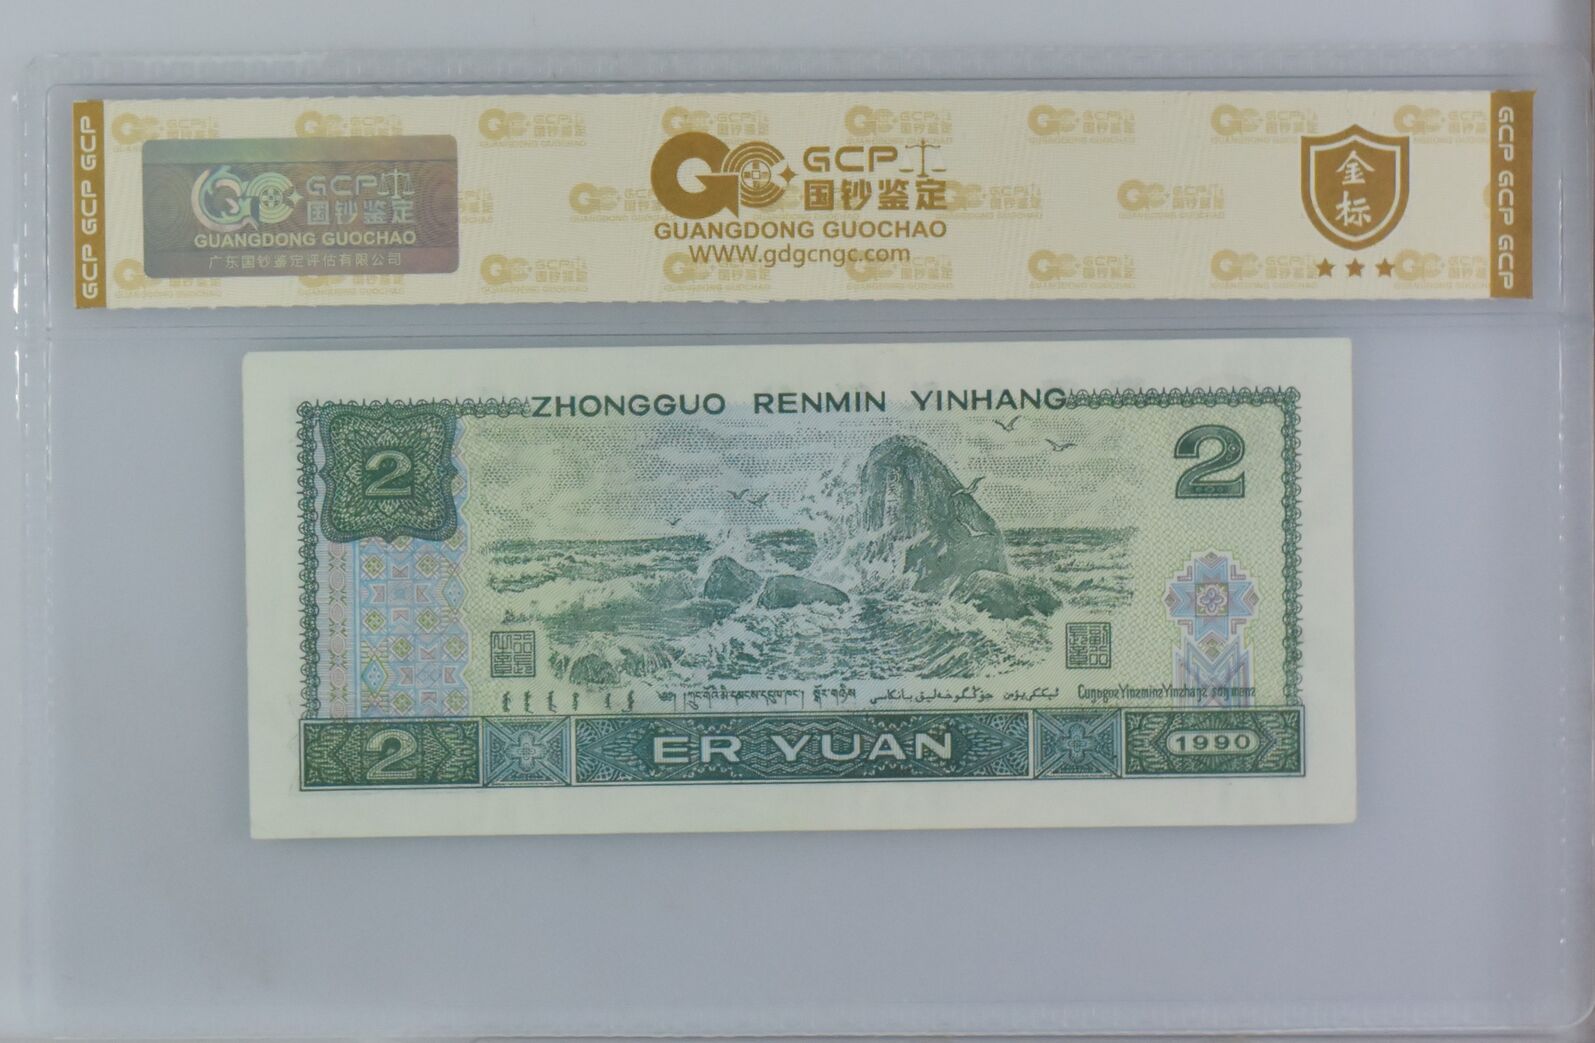 GCP GCP GCP
GCP
国钞鉴定
GUANGDONG GUOCHAO
广东国钞鉴定评估有限公司
GCP
国钞鉴定
GUANGDONG GUOCHAO
WWW.gdgcngc.com
金
标
GCP GCP GCP
ZHONGGUO RENMIN YINHANG
2
2
2
ER YUAN
1990